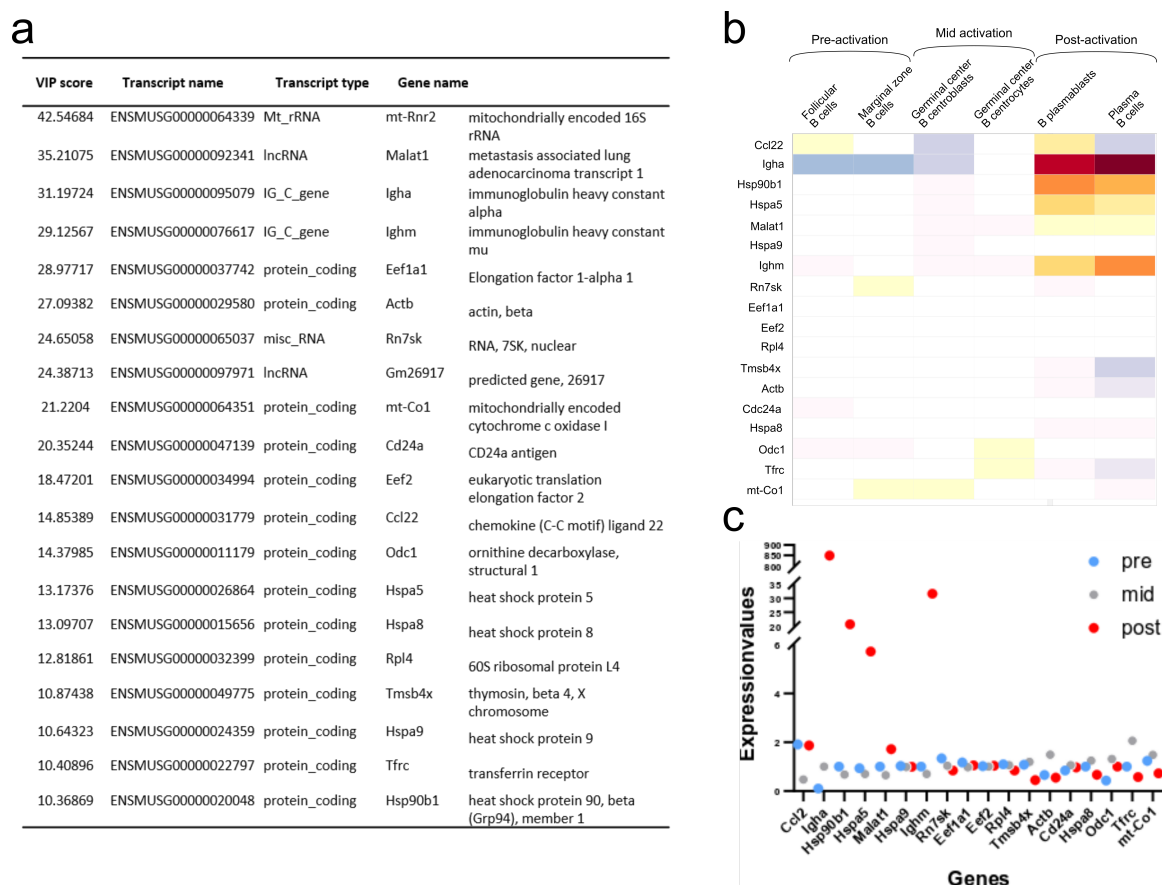 a
VIP score Transcript name Transcript type Gene name
42.54684 ENSMUSG00000064339 Mt_rRNA mt-Rnr2 mitochondrially encoded 16S
rRNA
35.21075 ENSMUSG00000092341 lncRNA Malat1 metastasis associated lung
adenocarcinoma transcript 1
31.19724 ENSMUSG00000095079 IG_C_gene Igha immunoglobulin heavy constant
alpha
29.12567 ENSMUSG00000076617 IG_C_gene Ighm immunoglobulin heavy constant
mu
28.97717 ENSMUSG00000037742 protein_coding Eef1a1 Elongation factor 1-alpha 1
27.09382 ENSMUSG00000029580 protein_coding Actb actin, beta
24.65058 ENSMUSG00000065037 misc_RNA Rn7sk RNA, 7SK, nuclear
24.38713 ENSMUSG00000097971 lncRNA Gm26917 predicted gene, 26917
21.2204 ENSMUSG00000064351 protein_coding mt-Co1 mitochondrially encoded
cytochrome c oxidase I
20.35244 ENSMUSG00000047139 protein_coding Cd24a CD24a antigen
18.47201 ENSMUSG00000034994 protein_coding Eef2 eukaryotic translation
elongation factor 2
14.85389 ENSMUSG00000031779 protein_coding Ccl22 chemokine (C-C motif) ligand 22
14.37985 ENSMUSG00000011179 protein_coding Odc1 ornithine decarboxylase,
structural 1
13.17376 ENSMUSG00000026864 protein_coding Hspa5 heat shock protein 5
13.09707 ENSMUSG00000015656 protein_coding Hspa8 heat shock protein 8
12.81861 ENSMUSG00000032399 protein_coding Rpl4 60S ribosomal protein L4
10.87438 ENSMUSG00000049775 protein_coding Tmsb4x thymosin, beta 4, X
chromosome
10.64323 ENSMUSG00000024359 protein_coding Hspa9 heat shock protein 9
10.40896 ENSMUSG00000022797 protein_coding Tfrc transferrin receptor
10.36869 ENSMUSG00000020048 protein_coding Hsp90b1 heat shock protein 90, beta
(Grp94), member 1
b
Pre-activation Mid activation Post-activation
Follicular
B cells
Marginal zone
B cells
Germinal center
B centroblasts
Germinal center
B centrocytes
B plasmablasts
Plasma
B cells
Ccl22
Igha
Hsp90b1
Hspa5
Malat1
Hspa9
Ighm
Rn7sk
Eef1a1
Eef2
Rpl4
Tmsb4x
Actb
Cdc24a
Hspa8
Odc1
Tfrc
mt-Co1
c
Expressionvalues
900
850
800
35
30
25
20
6
4
2
0
pre
mid
post
Ccl2 Igha Hsp90b1 Hspa5 Malat1 Hspa9 Ighm Rn7sk Eef1a1 Eef2 Rpl4 Tmsb4x Actb Cd24a Hspa8 Odc1 Tfrc mt-Co1
Genes